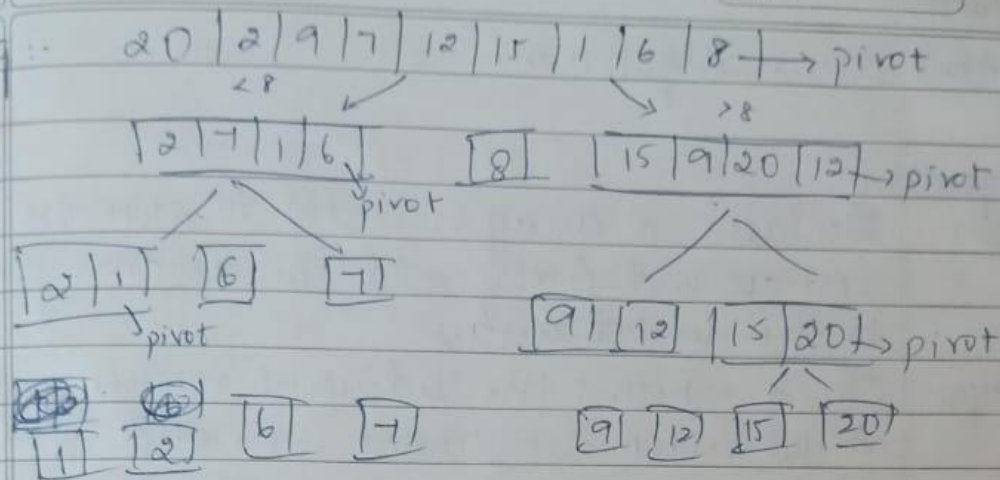 20 | 2 | 9 | 7 | 12 | 15 | 1 | 6 | 8 → pivot
< 8 > 8
2 | 7 | 1 | 6 8 15 | 9 | 20 | 12 → pivot
pivot
2 | 1 6 7
9 12 15 | 20 → pivot
pivot
1 2 6 7 9 12 15 20